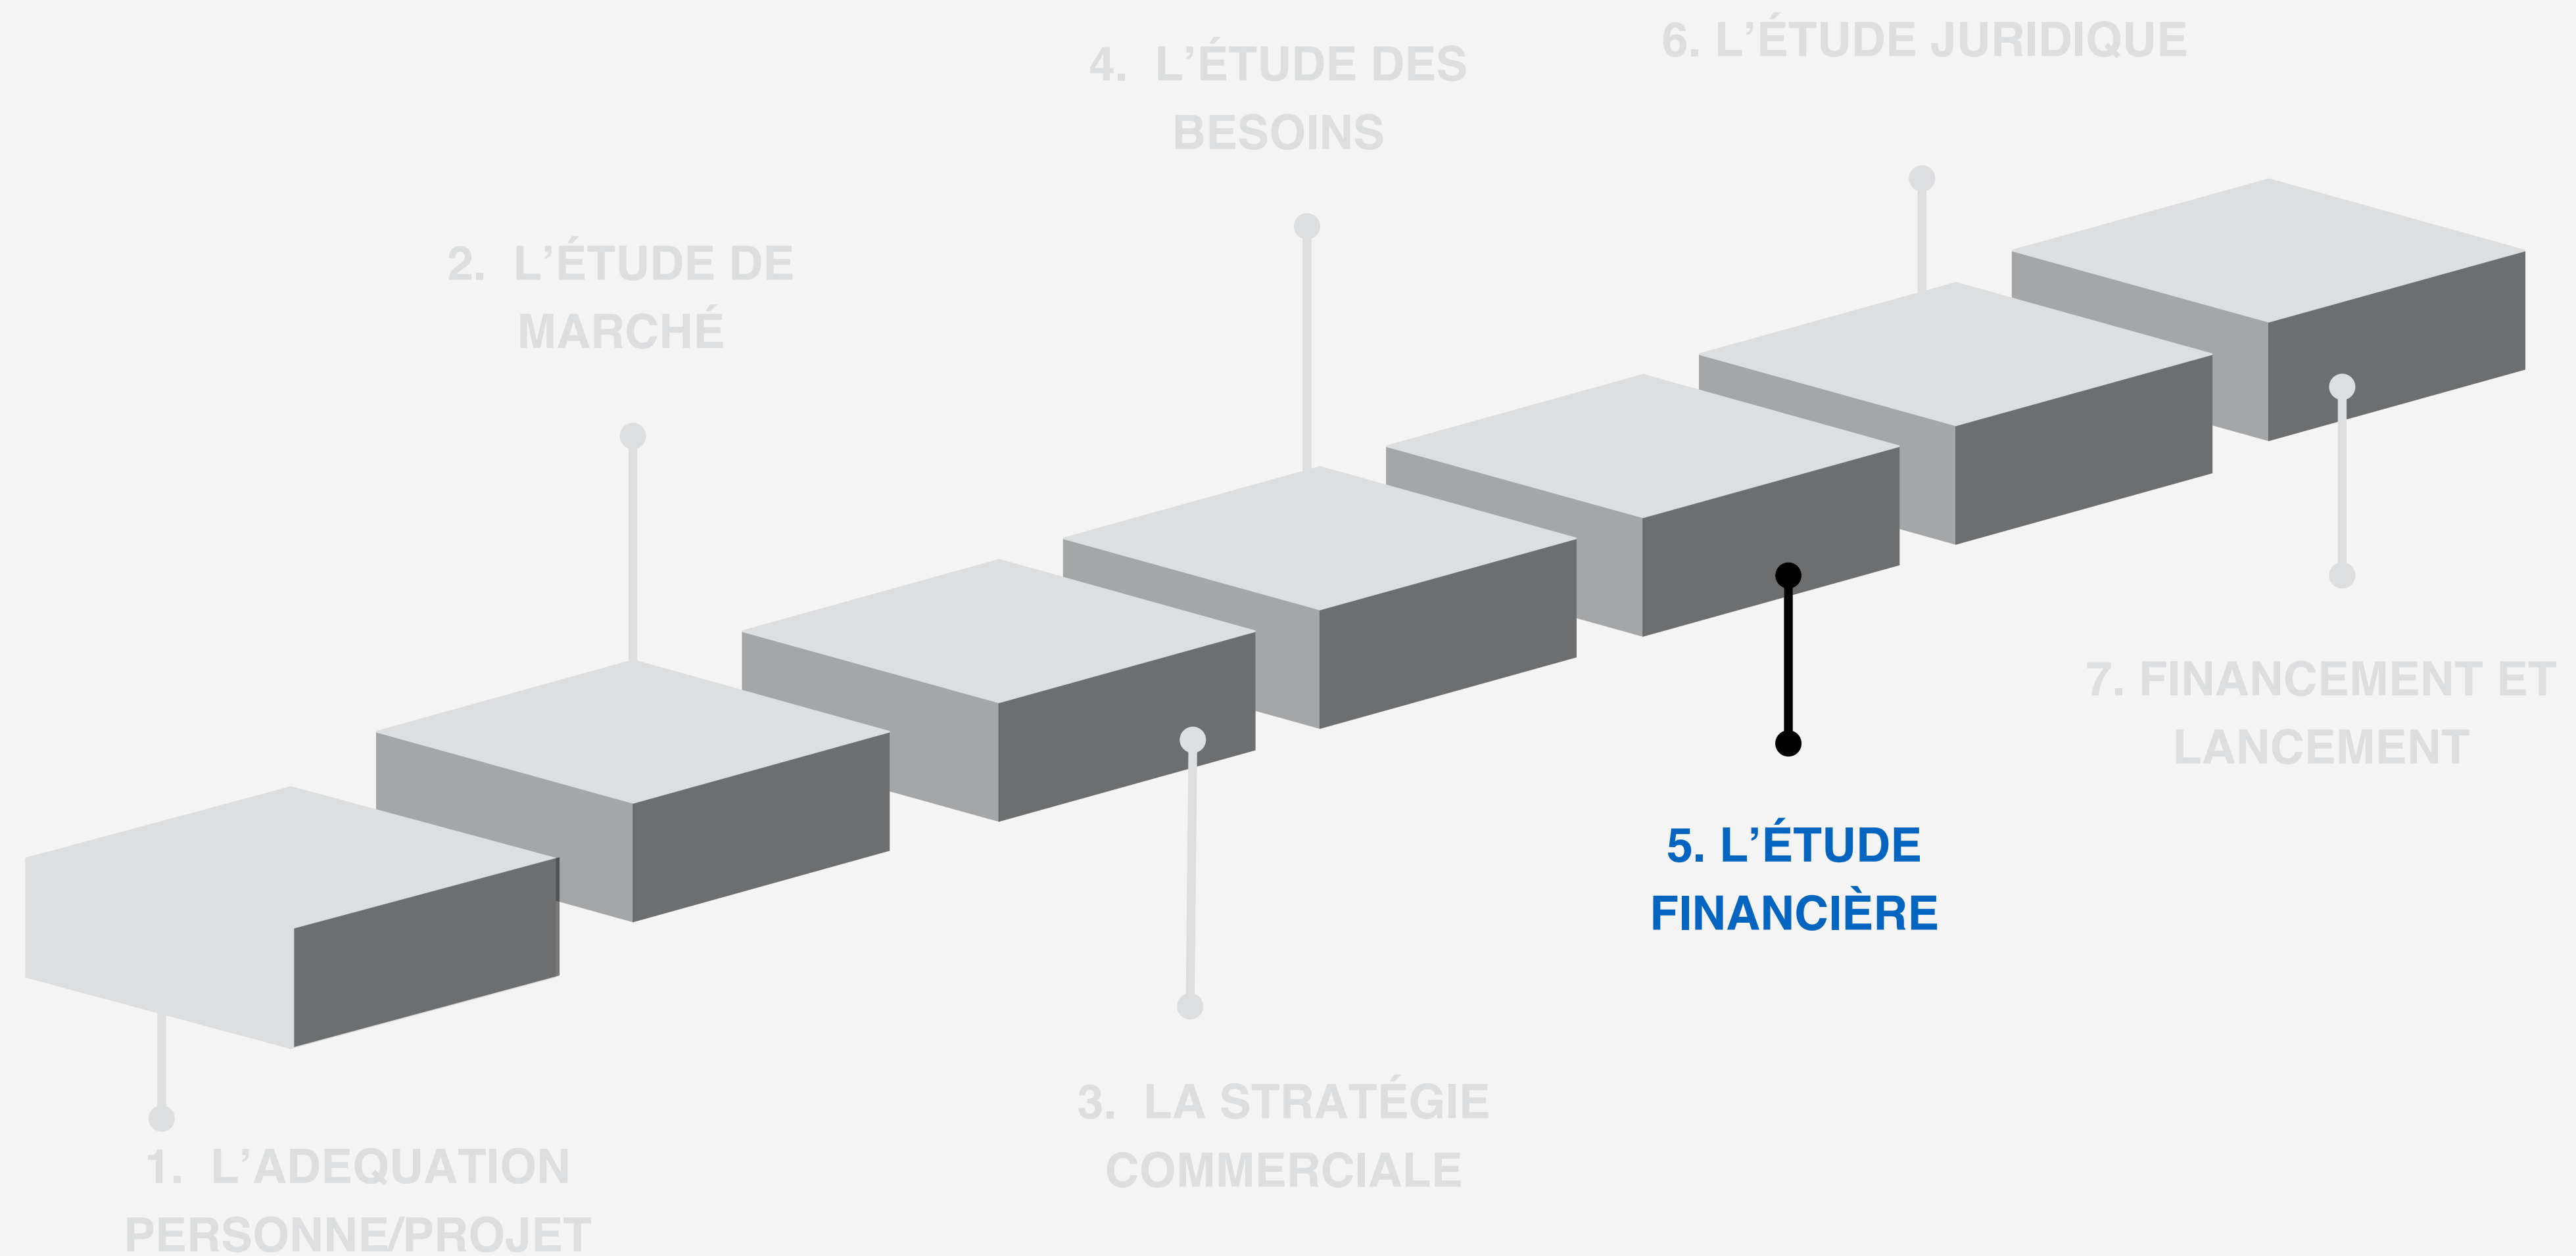 1. L’ADEQUATION
PERSONNE/PROJET
2. L’ÉTUDE DE
MARCHÉ
3. LA STRATÉGIE
COMMERCIALE
4. L’ÉTUDE DES
BESOINS
5. L’ÉTUDE
FINANCIÈRE
6. L’ÉTUDE JURIDIQUE
7. FINANCEMENT ET
LANCEMENT